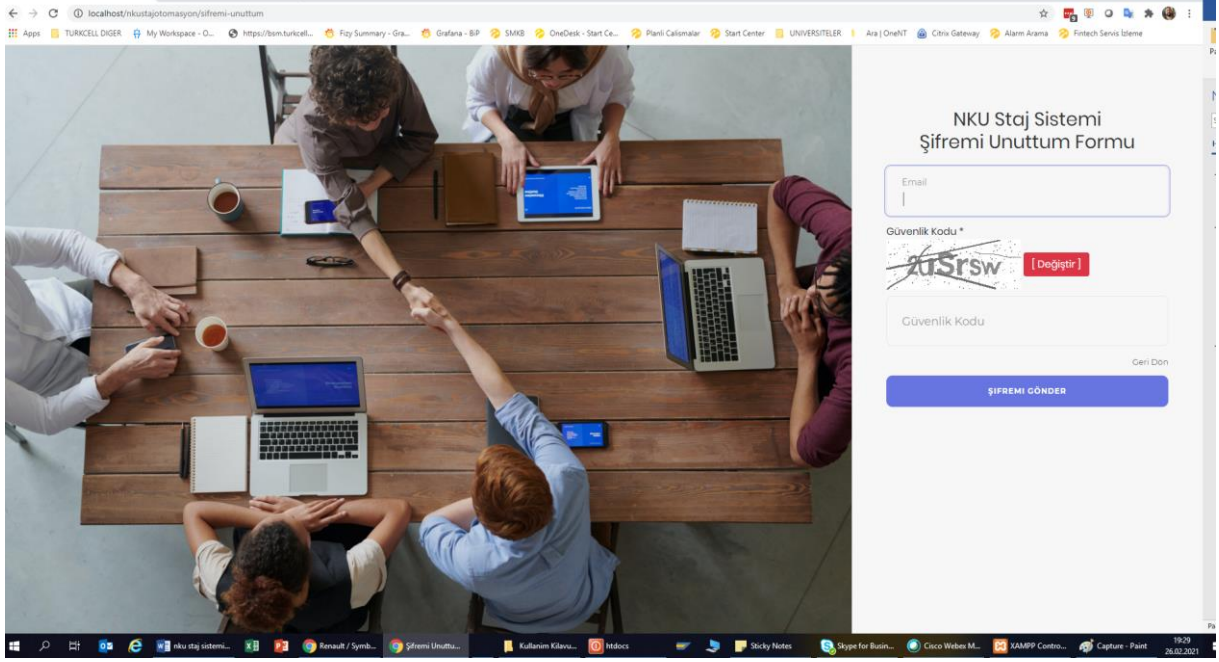 localhost/nkustajotomasyon/sifremi-unuttum
Apps TURKCELL DIGER My Workspace - O... https://bsm.turkcell... Fizy Summary - Gra... Grafana - BiP SMKB OneDesk - Start Ce... Planli Calismalar Start Center UNIVERSITELER Ara | OneNT Citrix Gateway Alarm Arama Fintech Servis İzleme
NKU Staj Sistemi
Şifremi Unuttum Formu
Email
Güvenlik Kodu *
2uSrsw
[ Değiştir ]
Güvenlik Kodu
Geri Dön
ŞIFREMI GÖNDER
nku staj sistemi... Renault / Symb... Şifremi Unuttu... Kullanim Kilavu... htdocs Sticky Notes Skype for Busin... Cisco Webex M... XAMPP Contro... Capture - Paint
19:29
26.02.2021